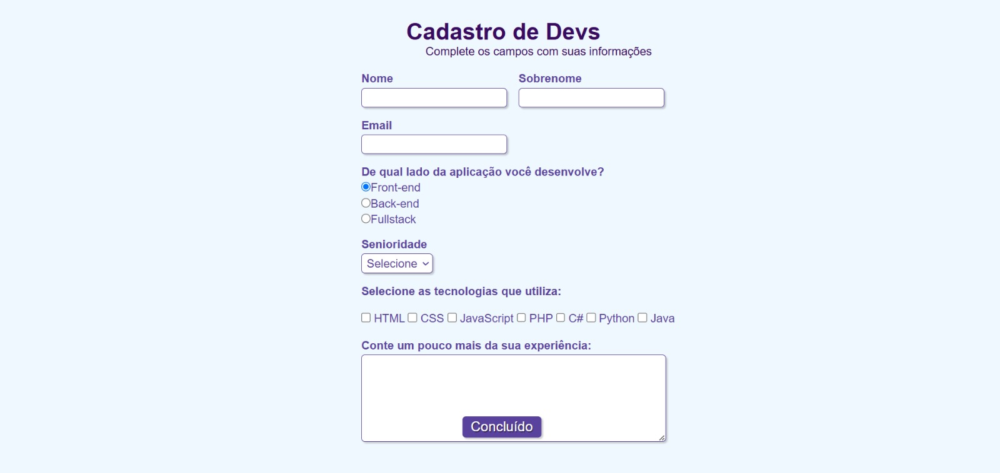 Cadastro de Devs
Complete os campos com suas informações
Nome Sobrenome
Email
De qual lado da aplicação você desenvolve?
Front-end
Back-end
Fullstack
Senioridade
Selecione
Selecione as tecnologias que utiliza:
HTML CSS JavaScript PHP C# Python Java
Conte um pouco mais da sua experiência:
Concluído